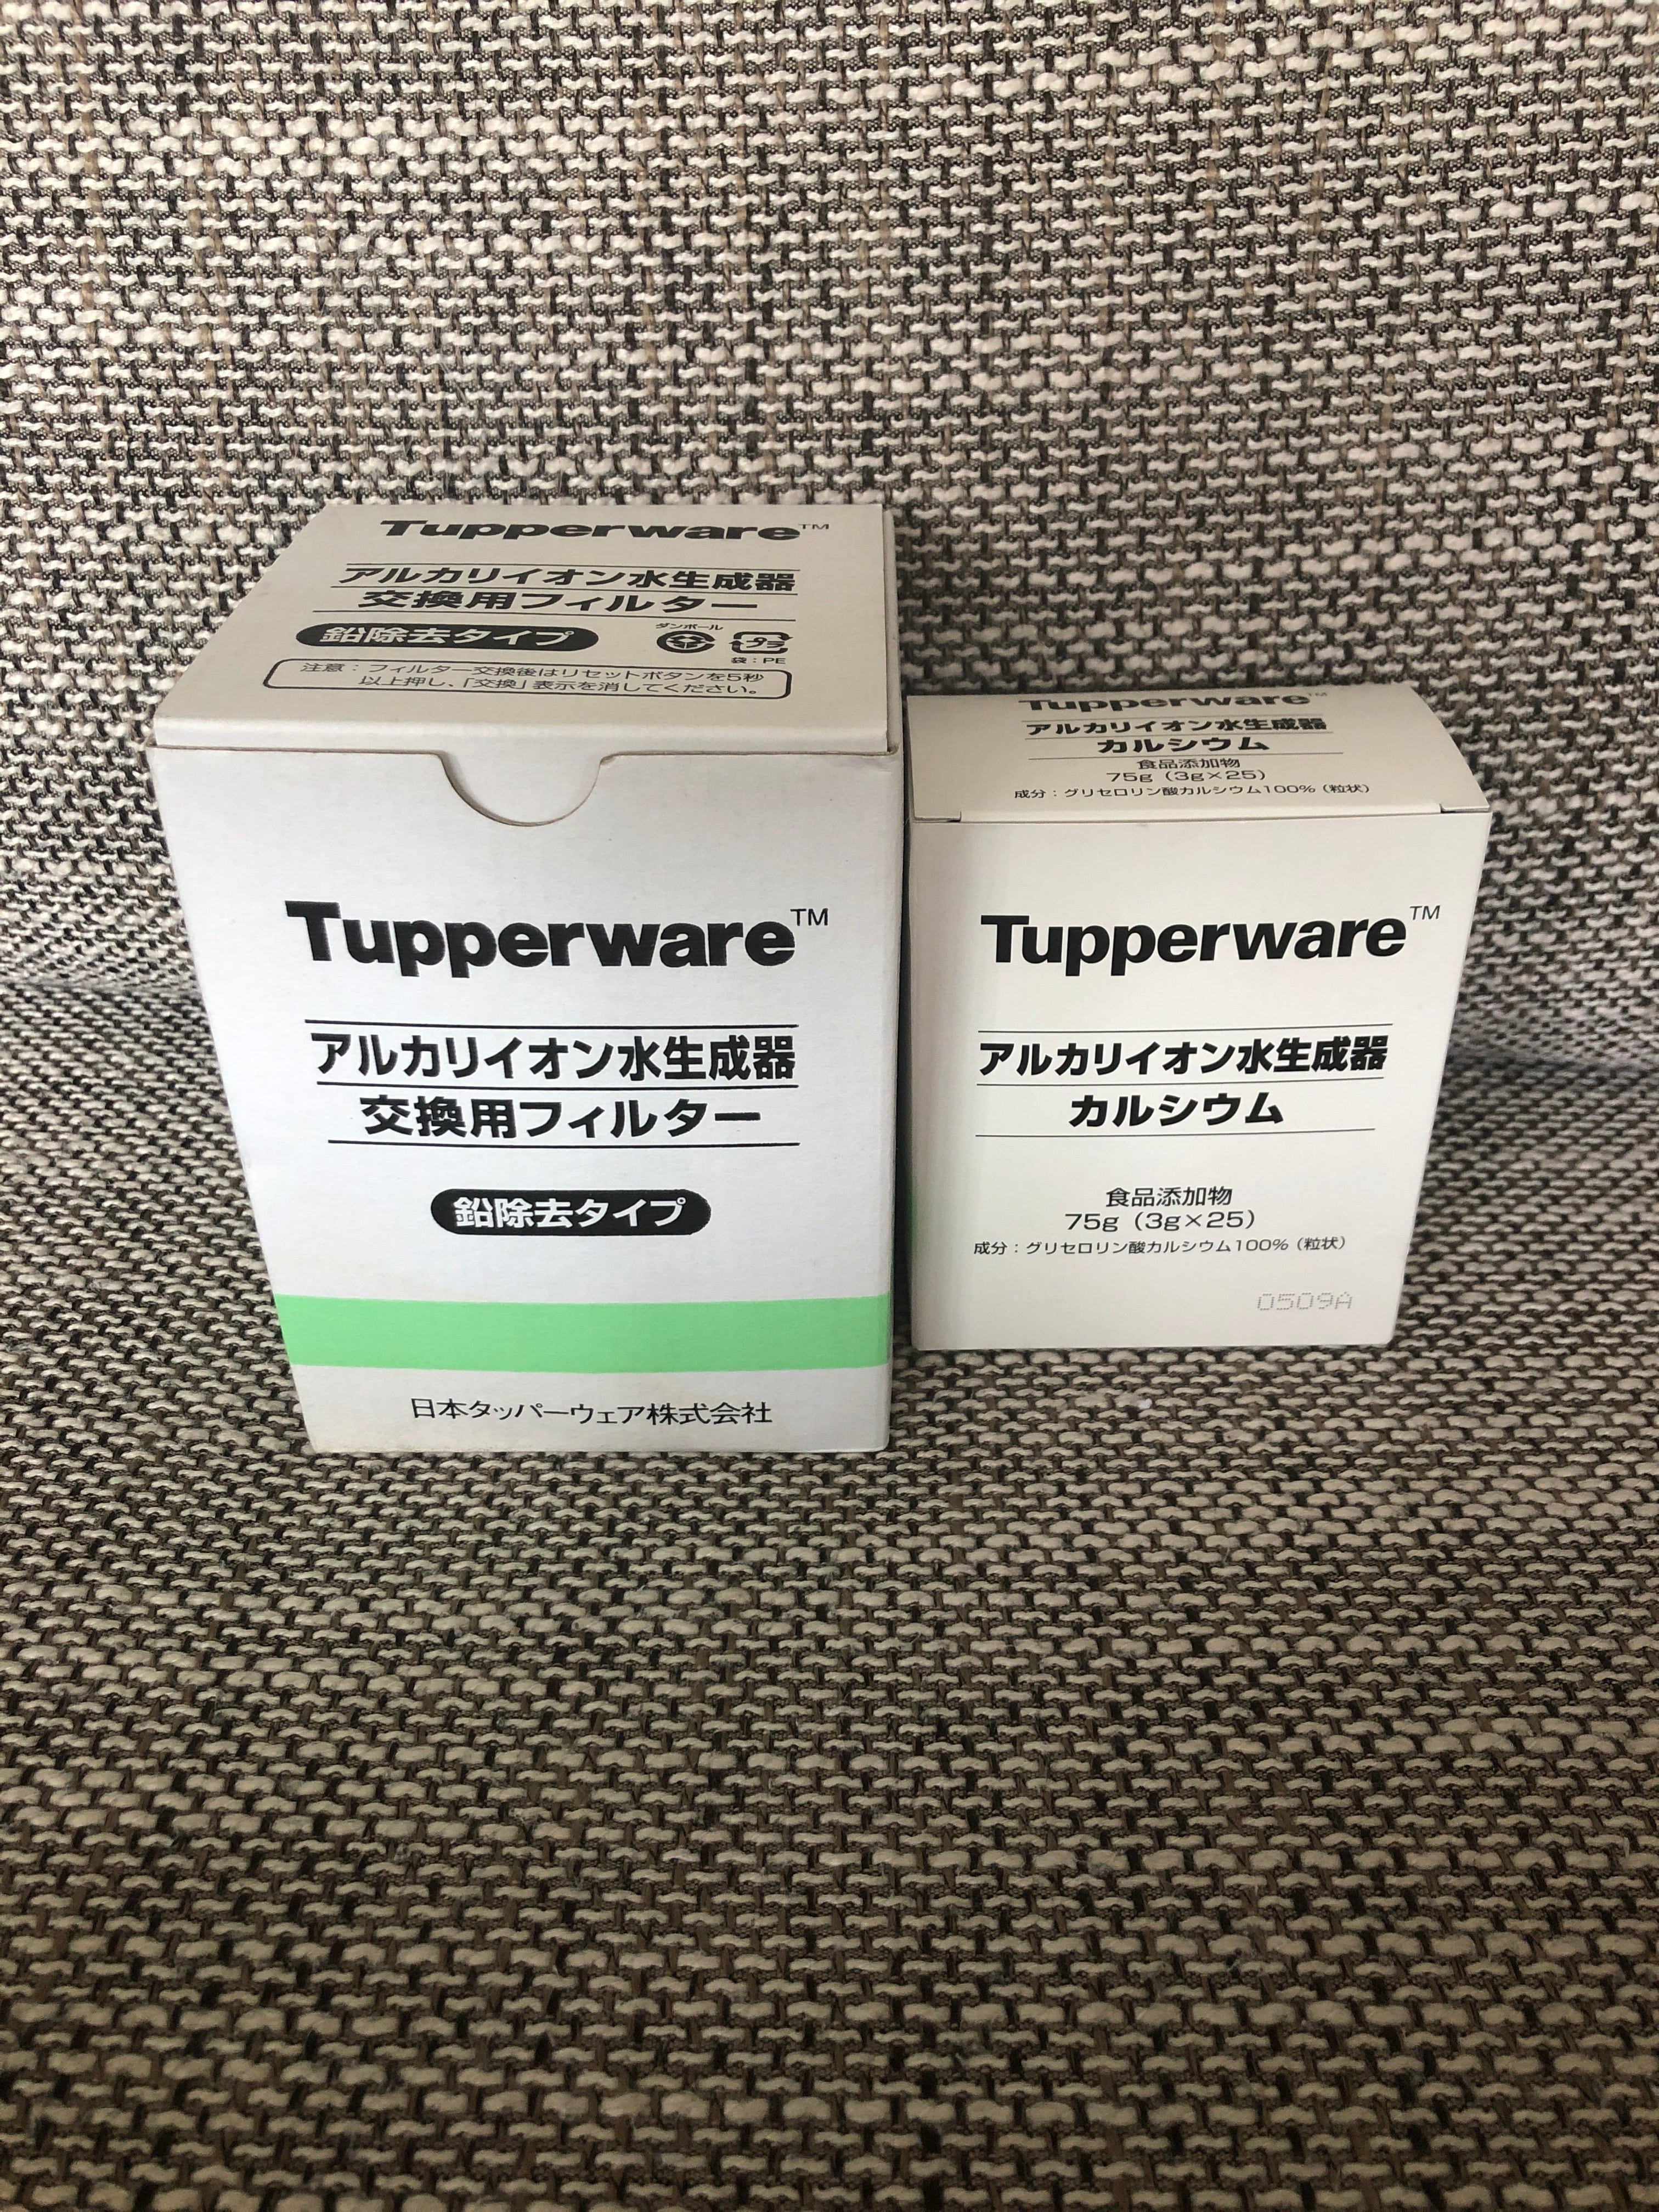 Tupperware™
アルカリイオン水生成器
交換用フィルター
鉛除去タイプ
ダンボール
プラ
袋：PE
注意：フィルター交換後はリセットボタンを5秒
以上押し、「交換」表示を消してください。
Tupperware™
アルカリイオン水生成器
交換用フィルター
鉛除去タイプ
日本タッパーウェア株式会社
Tupperware™
アルカリイオン水生成器
カルシウム
食品添加物
75g（3g×25）
成分：グリセロリン酸カルシウム100%（粒状）
Tupperware™
アルカリイオン水生成器
カルシウム
食品添加物
75g（3g×25）
成分：グリセロリン酸カルシウム100%（粒状）
0509A